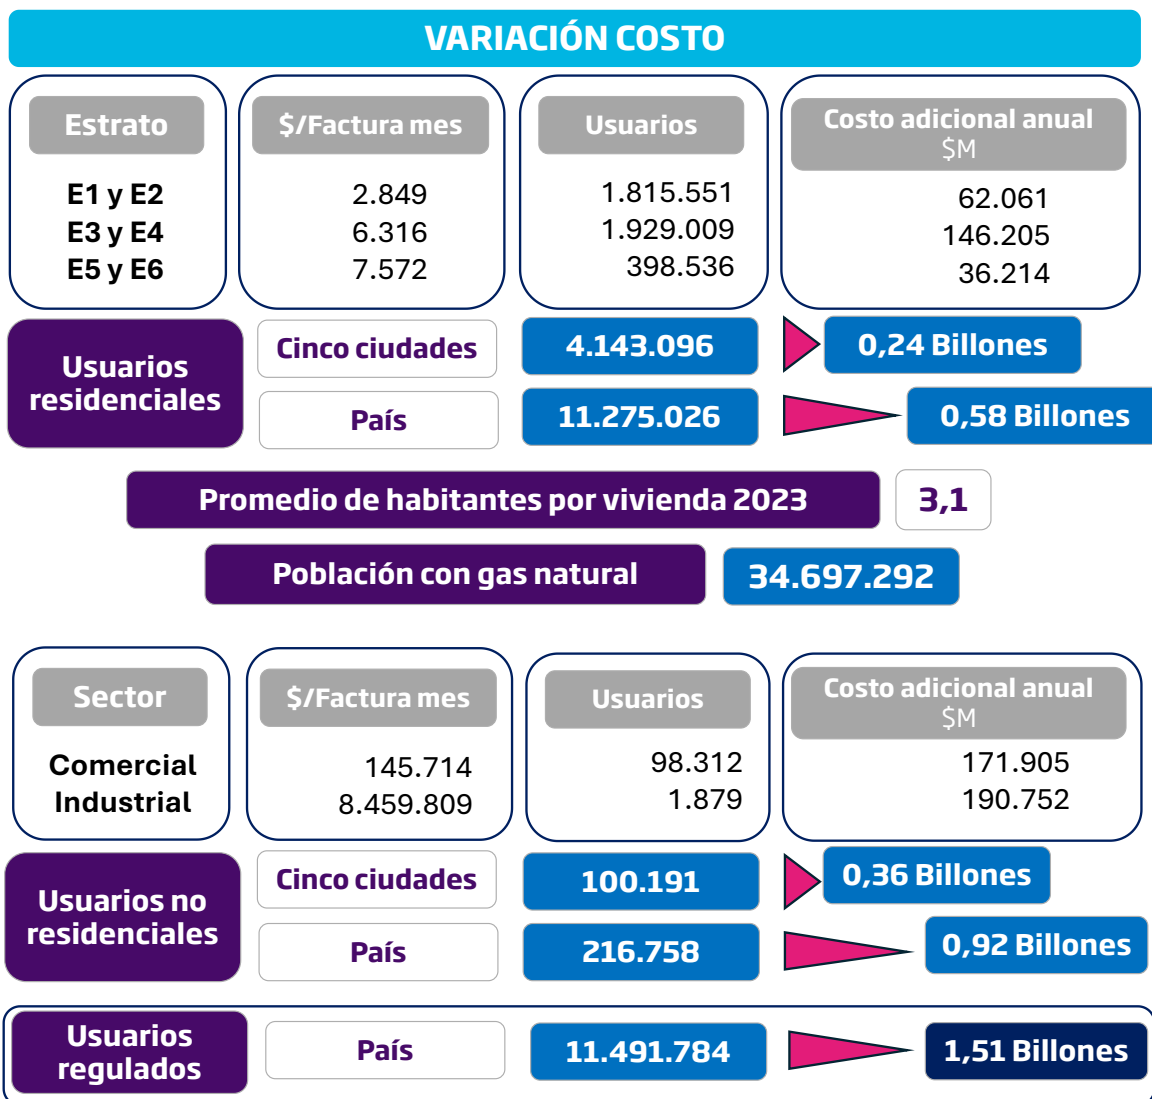 VARIACIÓN COSTO
Estrato $/Factura mes Usuarios Costo adicional anual
$M
E1 y E2 2.849 1.815.551 62.061
E3 y E4 6.316 1.929.009 146.205
E5 y E6 7.572 398.536 36.214
Usuarios
residenciales
Cinco ciudades 4.143.096 0,24 Billones
País 11.275.026 0,58 Billones
Promedio de habitantes por vivienda 2023 3,1
Población con gas natural 34.697.292
Sector $/Factura mes Usuarios Costo adicional anual
$M
Comercial 145.714 98.312 171.905
Industrial 8.459.809 1.879 190.752
Usuarios no
residenciales
Cinco ciudades 100.191 0,36 Billones
País 216.758 0,92 Billones
Usuarios
regulados
País 11.491.784 1,51 Billones